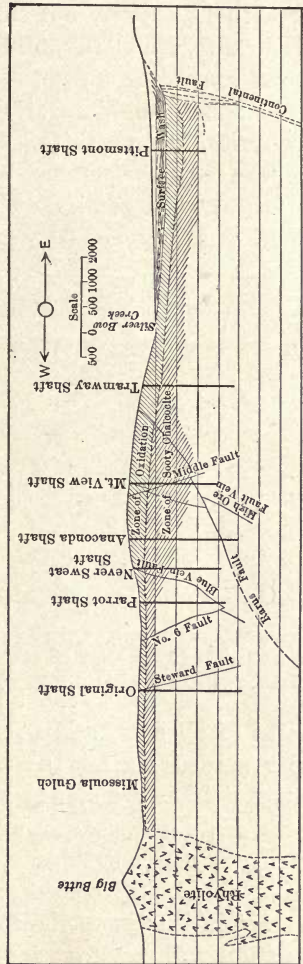 Big Butte
Rhyolite
Missoula Gulch
Original Shaft
Steward Fault
No. 6 Fault
Parrot Shaft
Blue Vein Fault
Never Sweat
Shaft
Anaconda Shaft
High Ore
Fault Vein
Mt. View Shaft
Middle Fault
Rarus Fault
Zone of Oxidation
Zone of Sooty Chalcocite
Tramway Shaft
W
E
Scale
500 0 500 1000 2000
Silver Bow
Creek
Surface Wash
Pittsmont Shaft
Continental
Fault